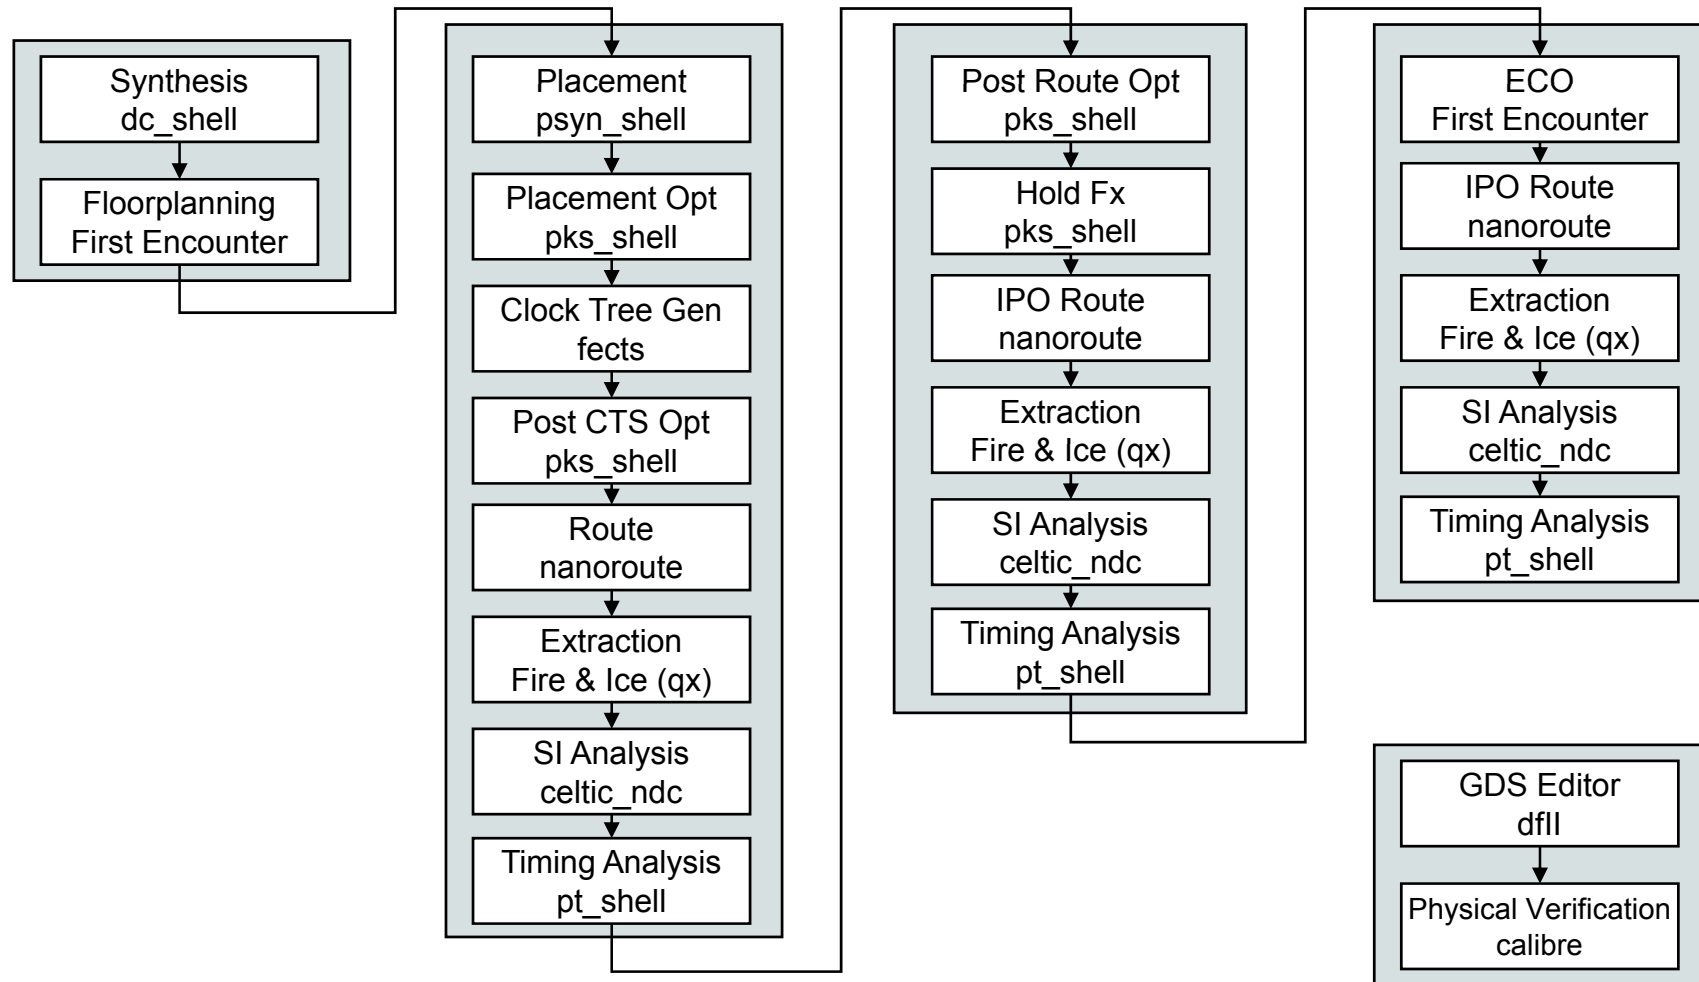 Synthesis
dc_shell
Floorplanning
First Encounter
Placement
psyn_shell
Placement Opt
pks_shell
Clock Tree Gen
fects
Post CTS Opt
pks_shell
Route
nanoroute
Extraction
Fire & Ice (qx)
SI Analysis
celtic_ndc
Timing Analysis
pt_shell
Post Route Opt
pks_shell
Hold Fx
pks_shell
IPO Route
nanoroute
Extraction
Fire & Ice (qx)
SI Analysis
celtic_ndc
Timing Analysis
pt_shell
ECO
First Encounter
IPO Route
nanoroute
Extraction
Fire & Ice (qx)
SI Analysis
celtic_ndc
Timing Analysis
pt_shell
GDS Editor
dfII
Physical Verification
calibre